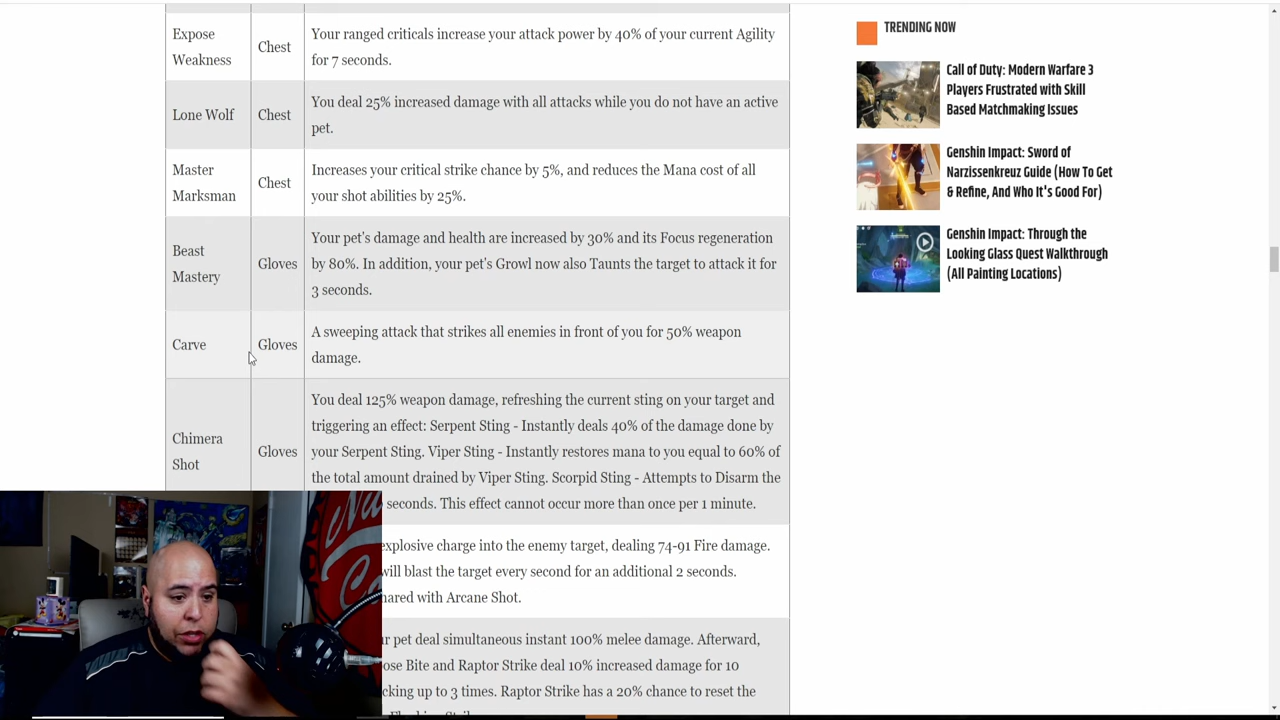 Expose
Weakness
Chest
Your ranged criticals increase your attack power by 40% of your current Agility
for 7 seconds.
Lone Wolf
Chest
You deal 25% increased damage with all attacks while you do not have an active
pet.
Master
Marksman
Chest
Increases your critical strike chance by 5%, and reduces the Mana cost of all
your shot abilities by 25%.
Beast
Mastery
Gloves
Your pet's damage and health are increased by 30% and its Focus regeneration
by 80%. In addition, your pet's Growl now also Taunts the target to attack it for
3 seconds.
Carve
Gloves
A sweeping attack that strikes all enemies in front of you for 50% weapon
damage.
Chimera
Shot
Gloves
You deal 125% weapon damage, refreshing the current sting on your target and
triggering an effect: Serpent Sting - Instantly deals 40% of the damage done by
your Serpent Sting. Viper Sting - Instantly restores mana to you equal to 60% of
the total amount drained by Viper Sting. Scorpid Sting - Attempts to Disarm the
seconds. This effect cannot occur more than once per 1 minute.
explosive charge into the enemy target, dealing 74-91 Fire damage.
will blast the target every second for an additional 2 seconds.
with Arcane Shot.
pet deal simultaneous instant 100% melee damage. Afterward,
Bite and Raptor Strike deal 10% increased damage for 10
up to 3 times. Raptor Strike has a 20% chance to reset the
TRENDING NOW
Call of Duty: Modern Warfare 3
Players Frustrated with Skill
Based Matchmaking Issues
Genshin Impact: Sword of
Narzissenkreuz Guide (How To Get
& Refine, And Who It's Good For)
Genshin Impact: Through the
Looking Glass Quest Walkthrough
(All Painting Locations)